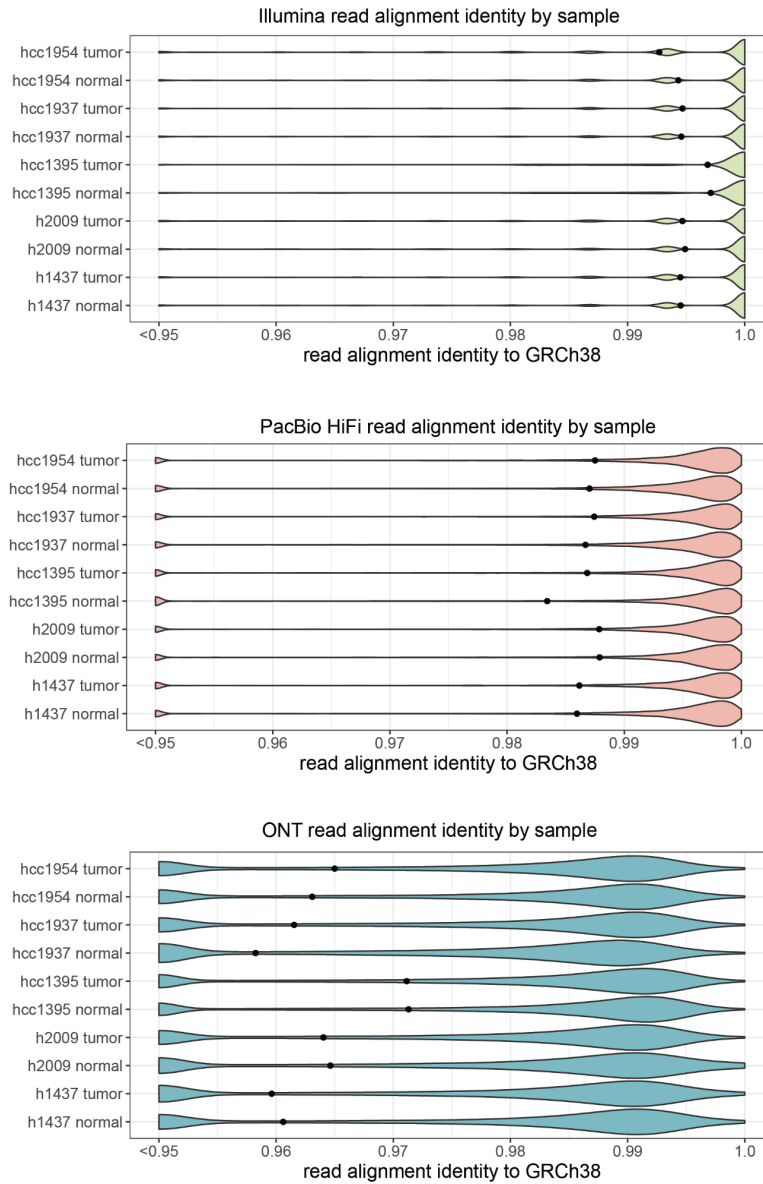 Illumina read alignment identity by sample
hcc1954 tumor
hcc1954 normal
hcc1937 tumor
hcc1937 normal
hcc1395 tumor
hcc1395 normal
h2009 tumor
h2009 normal
h1437 tumor
h1437 normal
<0.95 0.96 0.97 0.98 0.99 1.0
read alignment identity to GRCh38
PacBio HiFi read alignment identity by sample
hcc1954 tumor
hcc1954 normal
hcc1937 tumor
hcc1937 normal
hcc1395 tumor
hcc1395 normal
h2009 tumor
h2009 normal
h1437 tumor
h1437 normal
<0.95 0.96 0.97 0.98 0.99 1.0
read alignment identity to GRCh38
ONT read alignment identity by sample
hcc1954 tumor
hcc1954 normal
hcc1937 tumor
hcc1937 normal
hcc1395 tumor
hcc1395 normal
h2009 tumor
h2009 normal
h1437 tumor
h1437 normal
<0.95 0.96 0.97 0.98 0.99 1.0
read alignment identity to GRCh38